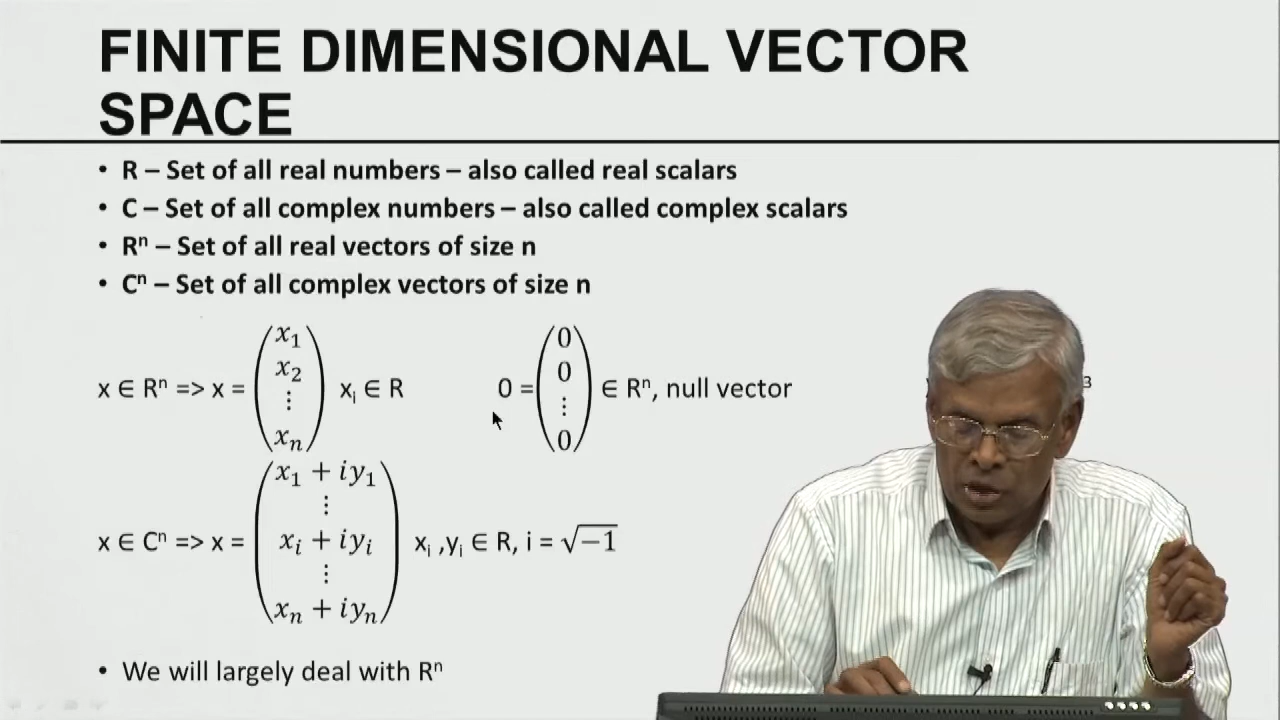 FINITE DIMENSIONAL VECTOR
SPACE
• R – Set of all real numbers – also called real scalars
• C – Set of all complex numbers – also called complex scalars
• Rⁿ – Set of all real vectors of size n
• Cⁿ – Set of all complex vectors of size n
x ∈ Rⁿ => x = (x₁ x₂ ⋮ xₙ) xᵢ ∈ R 0 = (0 0 ⋮ 0) ∈ Rⁿ, null vector
3
x ∈ Cⁿ => x = (x₁ + iy₁ ⋮ xᵢ + iyᵢ ⋮ xₙ + iyₙ) xᵢ ,yᵢ ∈ R, i = √−1
• We will largely deal with Rⁿ